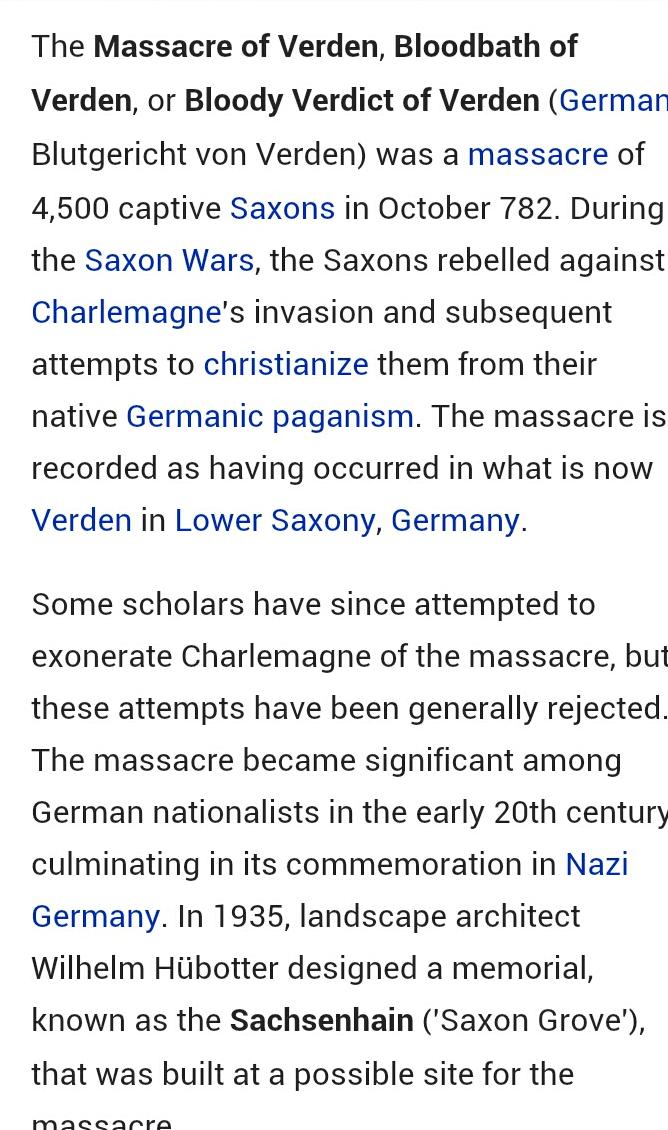 The Massacre of Verden, Bloodbath of
Verden, or Bloody Verdict of Verden (German
Blutgericht von Verden) was a massacre of
4,500 captive Saxons in October 782. During
the Saxon Wars, the Saxons rebelled against
Charlemagne's invasion and subsequent
attempts to christianize them from their
native Germanic paganism. The massacre is
recorded as having occurred in what is now
Verden in Lower Saxony, Germany.
Some scholars have since attempted to
exonerate Charlemagne of the massacre, but
these attempts have been generally rejected.
The massacre became significant among
German nationalists in the early 20th century
culminating in its commemoration in Nazi
Germany. In 1935, landscape architect
Wilhelm Hübotter designed a memorial,
known as the Sachsenhain ('Saxon Grove'),
that was built at a possible site for the
massacre